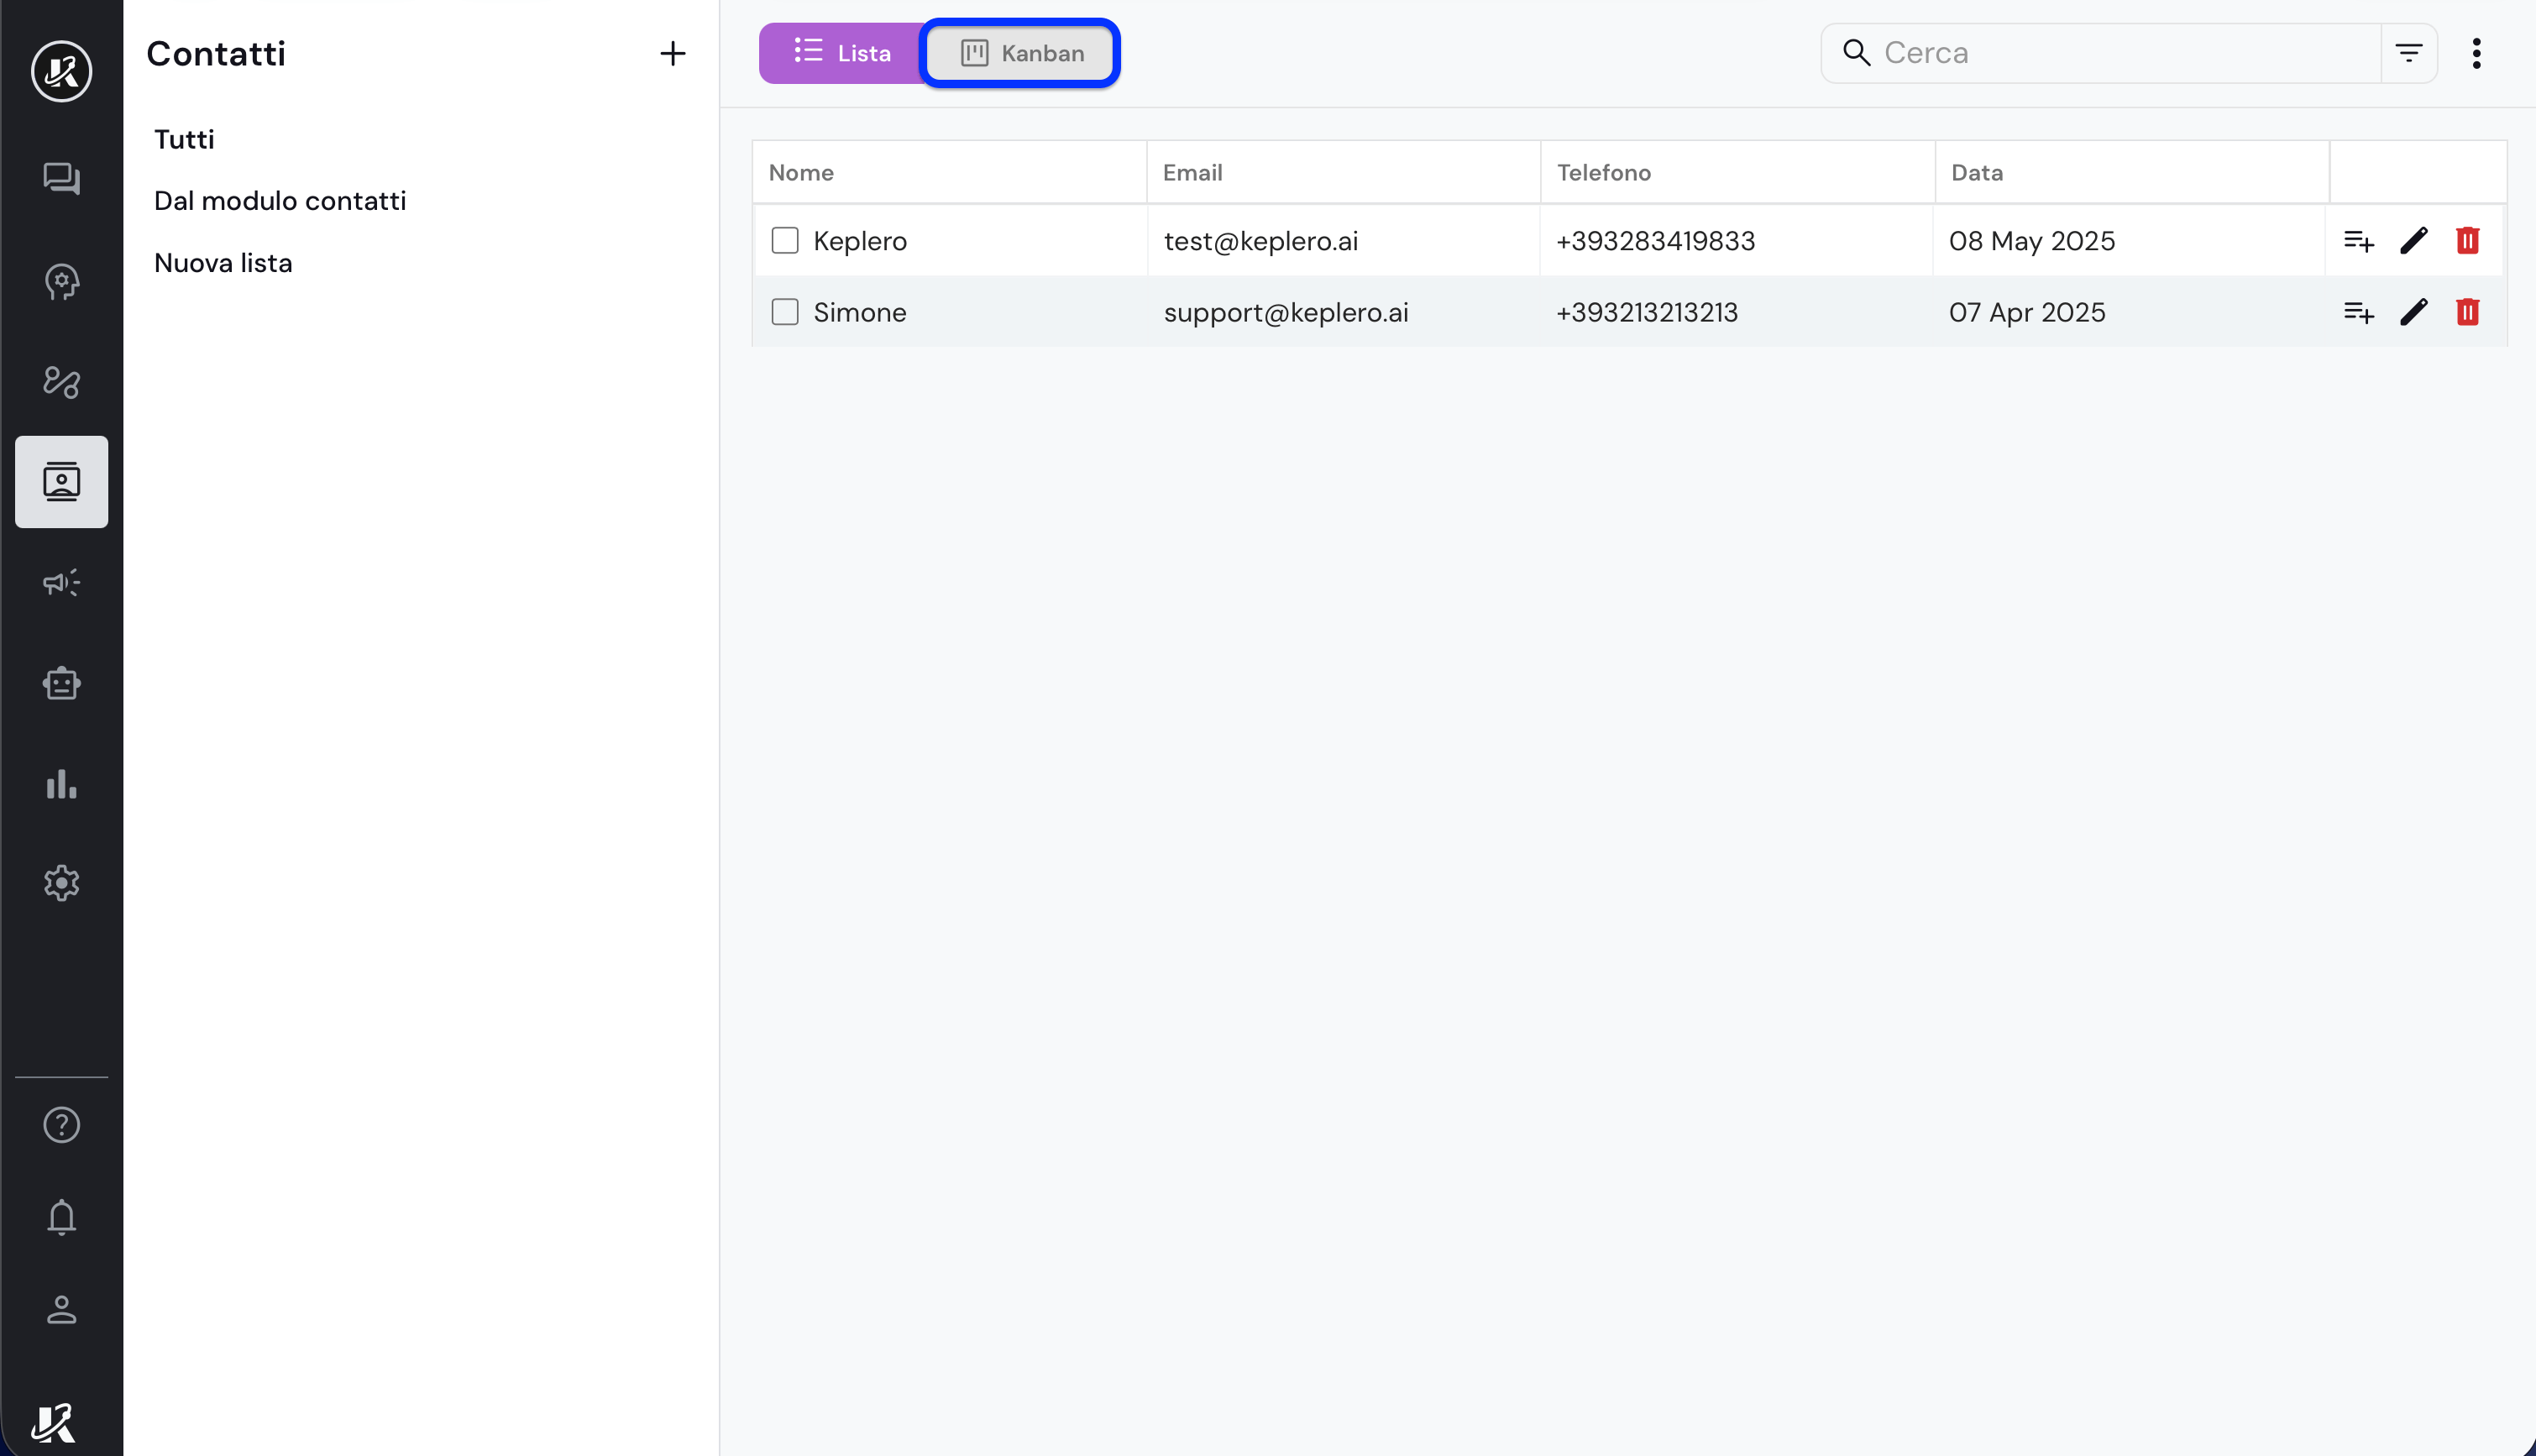 Contatti
Tutti
Dal modulo contatti
Nuova lista
Lista
Kanban
Cerca
Nome Email Telefono Data
Keplero test@keplero.ai +393283419833 08 May 2025
Simone support@keplero.ai +393213213213 07 Apr 2025